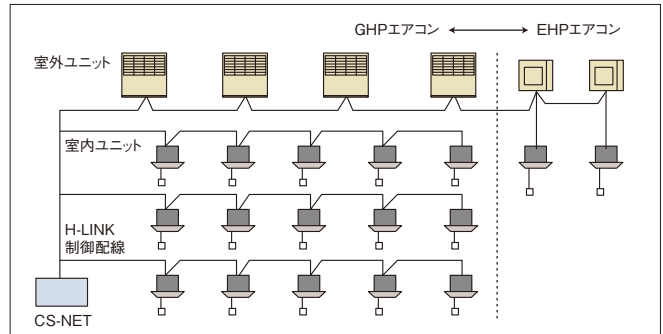 GHPエアコン
EHPエアコン
室外ユニット
室内ユニット
H-LINK
制御配線
CS-NET